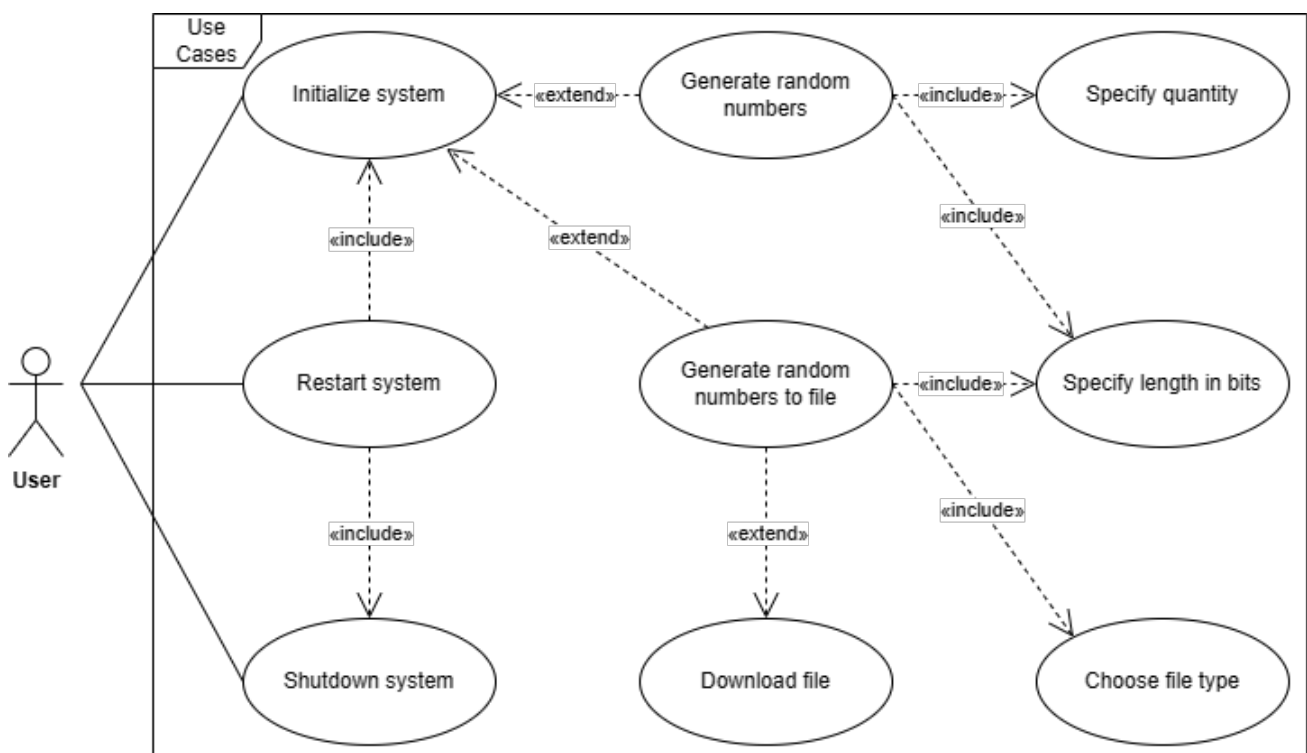 Use
Cases
Initialize system
«extend»
Generate random
numbers
«include»
Specify quantity
«include»
«extend»
«include»
Restart system
Generate random
numbers to file
«include»
Specify length in bits
User
«include»
«include»
«extend»
Shutdown system
Download file
Choose file type